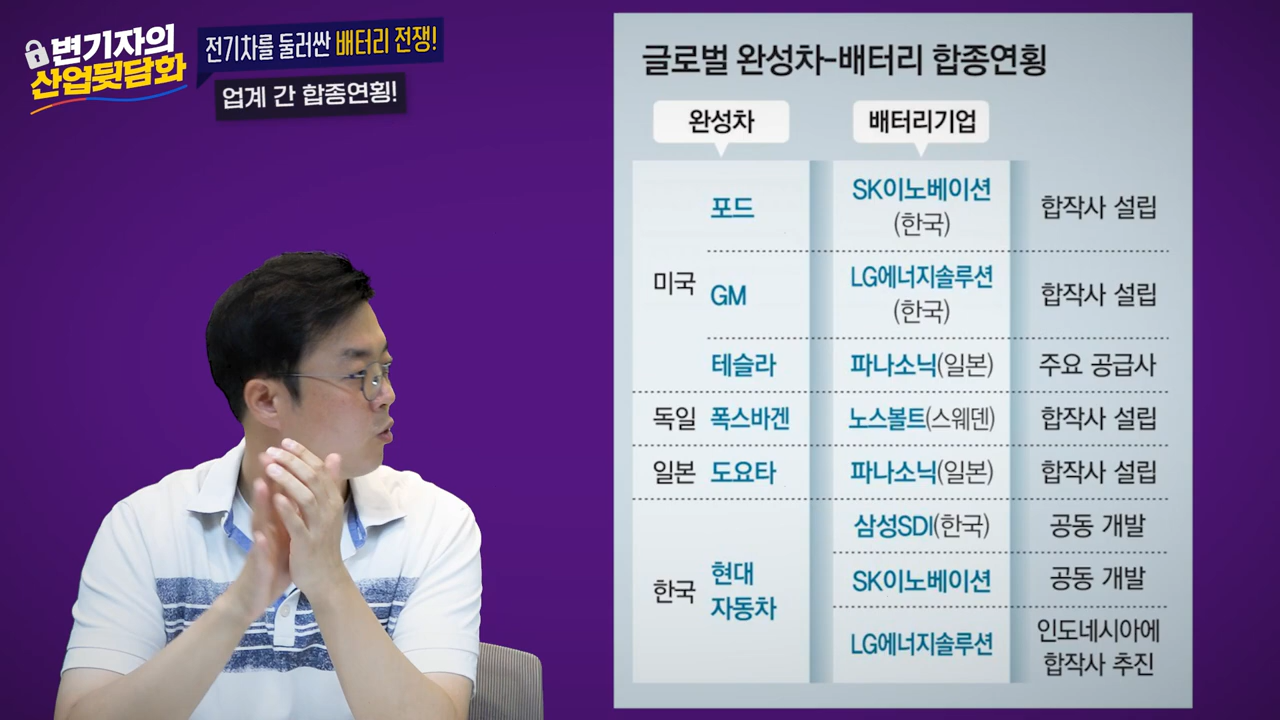 변기자의
산업뒷담화
전기차를 둘러싼 배터리 전쟁!
업계 간 합종연횡!
글로벌 완성차-배터리 합종연횡
완성차
배터리기업
미국
포드
SK이노베이션
(한국)
합작사 설립
GM
LG에너지솔루션
(한국)
합작사 설립
테슬라
파나소닉(일본)
주요 공급사
독일 폭스바겐
노스볼트(스웨덴)
합작사 설립
일본 도요타
파나소닉(일본)
합작사 설립
한국
현대
자동차
삼성SDI(한국)
공동 개발
SK이노베이션
공동 개발
LG에너지솔루션
인도네시아에
합작사 추진